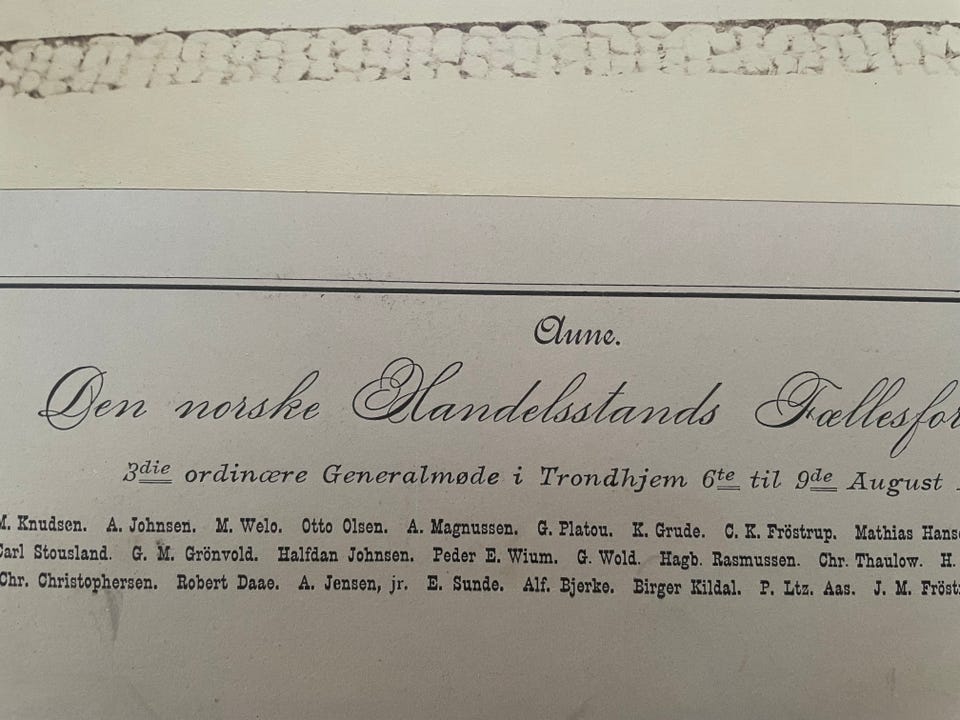 Aune.
Den norske Handelsstands Fællesfor
3die ordinære Generalmøde i Trondhjem 6te til 9de August
M. Knudsen. A. Johnsen. M. Welo. Otto Olsen. A. Magnussen. G. Platou. K. Grude. C. K. Fröstrup. Mathias Hans
Carl Stousland. G. M. Grönvold. Halfdan Johnsen. Peder E. Wium. G. Wold. Hagb. Rasmussen. Chr. Thaulow. H.
Chr. Christophersen. Robert Daae. A. Jensen, jr. E. Sunde. Alf. Bjerke. Birger Kildal. P. Ltz. Aas. J. M. Fröst